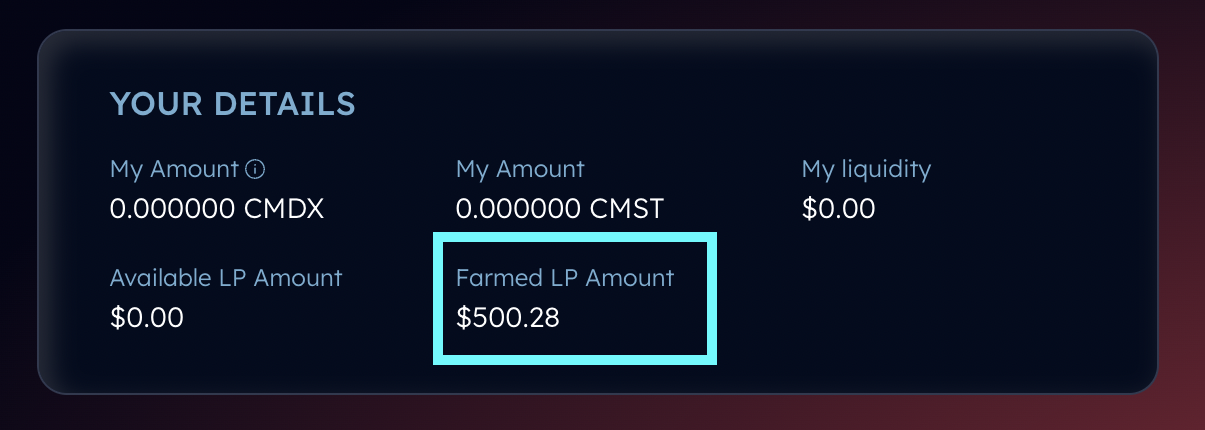 YOUR DETAILS
My Amount
0.000000 CMDX
My Amount
0.000000 CMST
My liquidity
$0.00
Available LP Amount
$0.00
Farmed LP Amount
$500.28